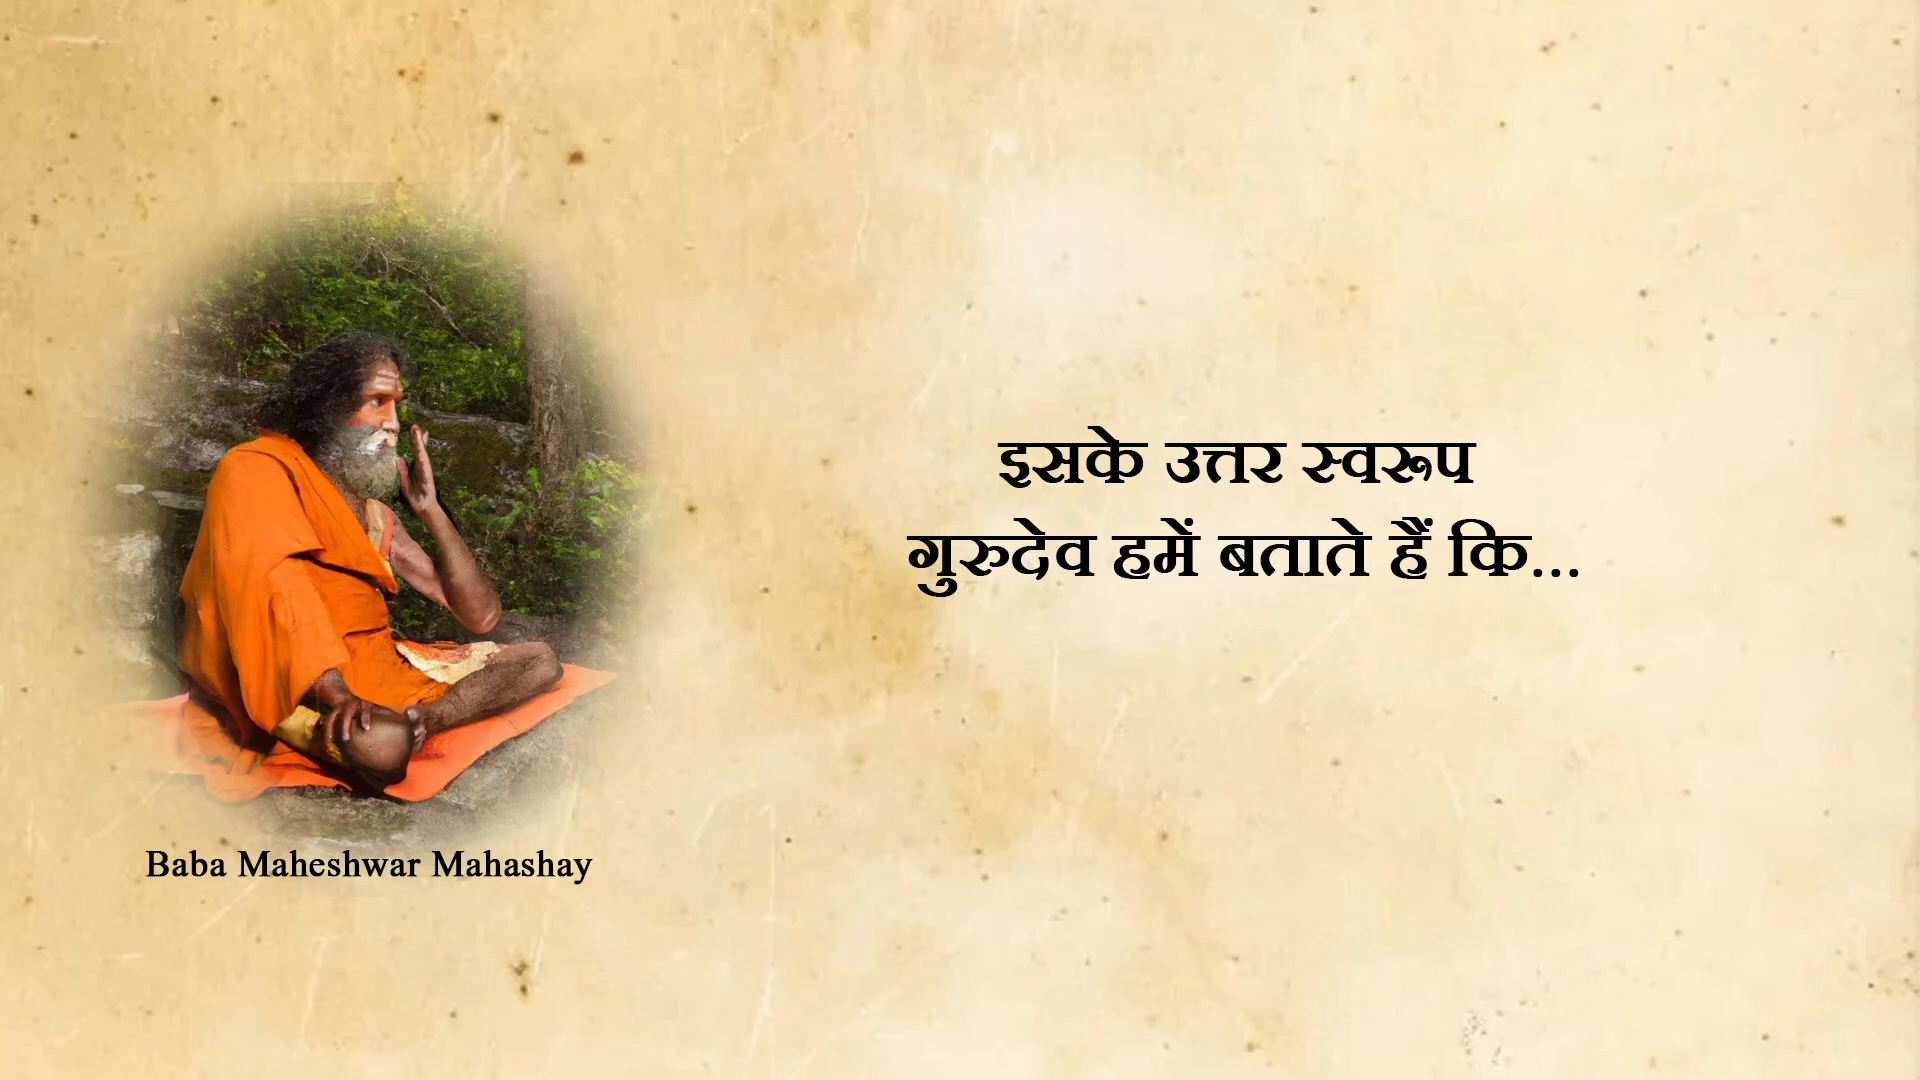 इसके उत्तर स्वरूप
गुरुदेव हमें बताते हैं कि...
Baba Maheshwar Mahashay